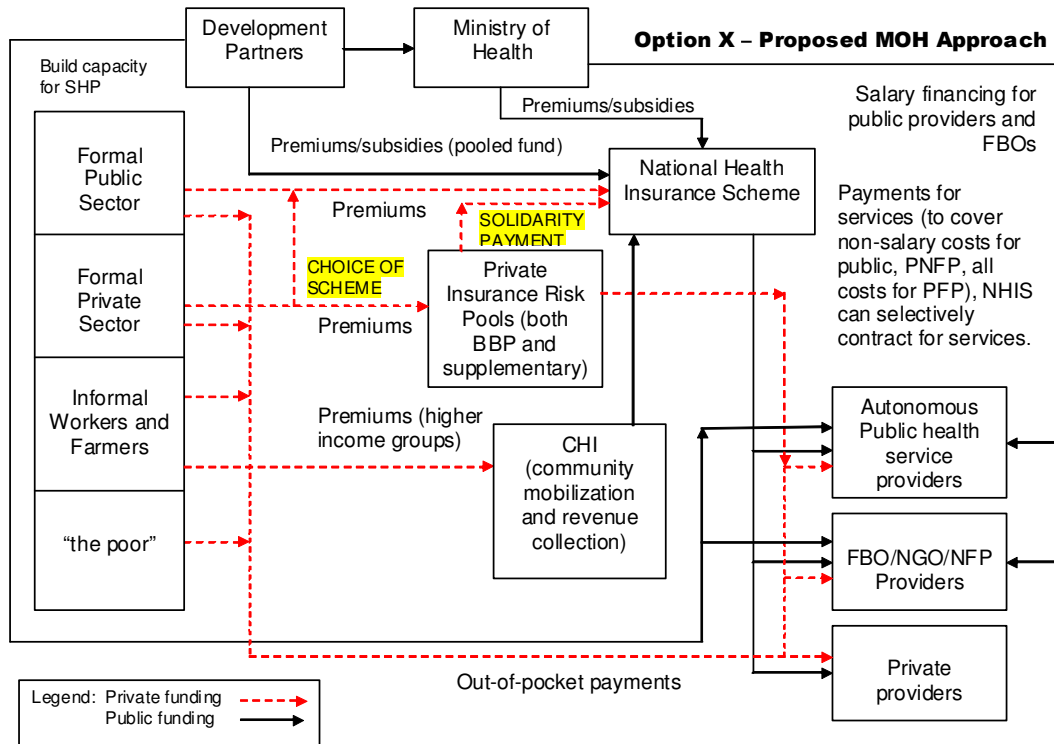 Development
Partners
Ministry of
Health
Option X – Proposed MOH Approach
Build capacity
for SHP
Premiums/subsidies
Salary financing for
public providers and
FBOs
Formal
Public
Sector
Premiums/subsidies (pooled fund)
National Health
Insurance Scheme
Premiums
SOLIDARITY
PAYMENT
Payments for
services (to cover
non-salary costs for
public, PNFP, all
costs for PFP), NHIS
can selectively
contract for services.
Formal
Private
Sector
CHOICE OF
SCHEME
Premiums
Private
Insurance Risk
Pools (both
BBP and
supplementary)
Informal
Workers and
Farmers
Premiums (higher
income groups)
CHI
(community
mobilization
and revenue
collection)
Autonomous
Public health
service
providers
“the poor”
FBO/NGO/NFP
Providers
Private
providers
Out-of-pocket payments
Legend: Private funding
Public funding